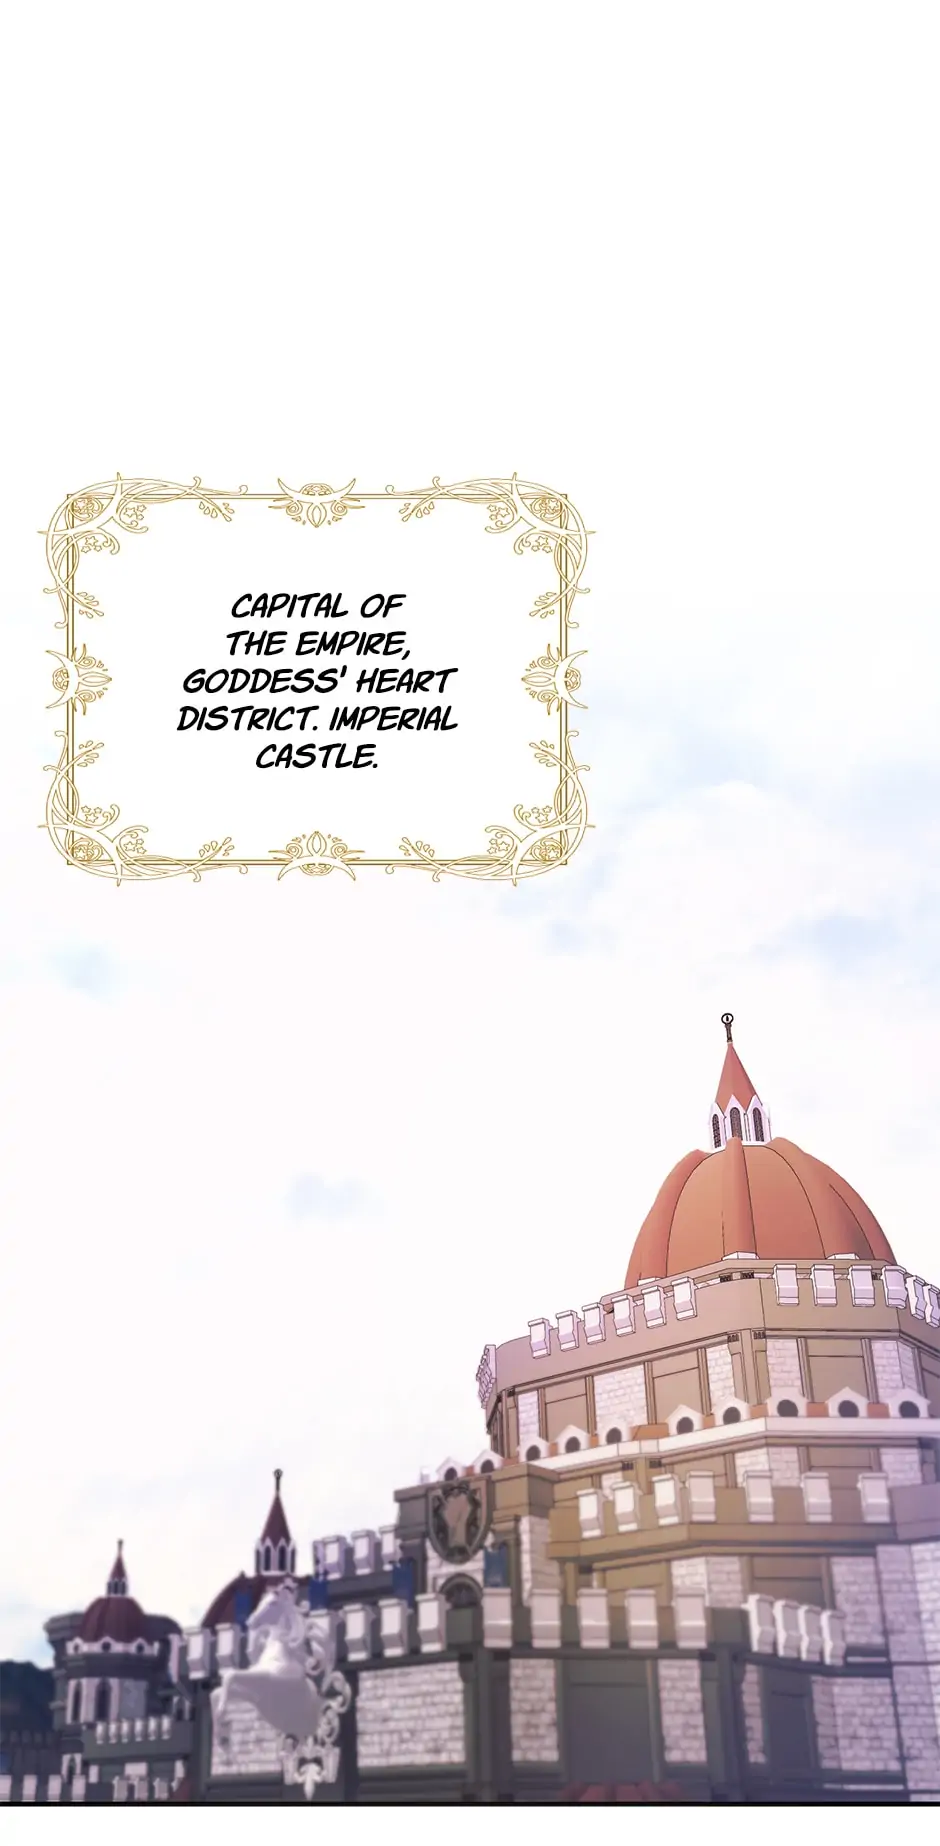 CAPITAL OF
THE EMPIRE,
GODDESS' HEART
DISTRICT. IMPERIAL
CASTLE.